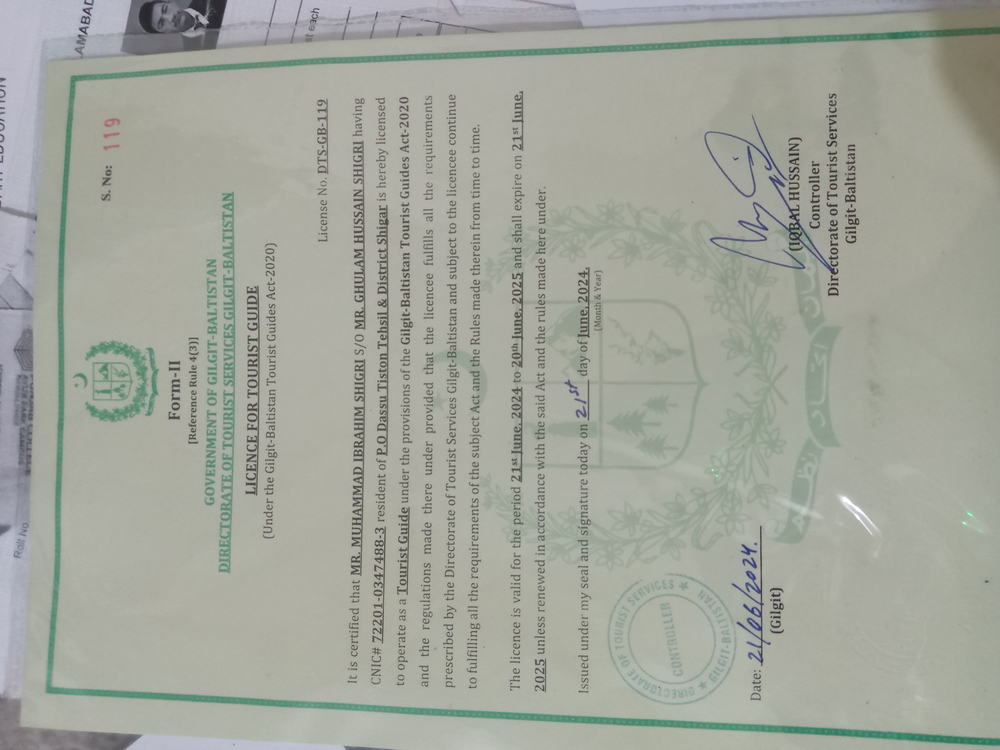 S. No: 119
Form-II
[Reference Rule 4(3)]
GOVERNMENT OF GILGIT-BALTISTAN
DIRECTORATE OF TOURIST SERVICES GILGIT-BALTISTAN
LICENCE FOR TOURIST GUIDE
(Under the Gilgit-Baltistan Tourist Guides Act-2020)
License No. DTS-GB-119
It is certified that MR. MUHAMMAD IBRAHIM SHIGRI S/O MR. GHULAM HUSSAIN SHIGRI having
CNIC# 72201-0347488-3 resident of P.O Dassu Tiston Tehsil & District Shigar is hereby licensed
to operate as a Tourist Guide under the provisions of the Gilgit-Baltistan Tourist Guides Act-2020
and the regulations made there under provided that the licencee fulfills all the requirements
prescribed by the Directorate of Tourist Services Gilgit-Baltistan and subject to the licencee continue
to fulfilling all the requirements of the subject Act and the Rules made therein from time to time.
The licence is valid for the period 21st June, 2024 to 20th June, 2025 and shall expire on 21st June,
2025 unless renewed in accordance with the said Act and the rules made here under.
Issued under my seal and signature today on 21st day of June, 2024.
[Month & Year)
DIRECTORATE OF TOURIST SERVICES
CONTROLLER
GILGIT-BALTISTAN
Date: 21/06/2024.
(Gilgit)
(IQBAL HUSSAIN)
Controller
Directorate of Tourist Services
Gilgit-Baltistan
AMABAD
st each
Roll No.
EDUCATION